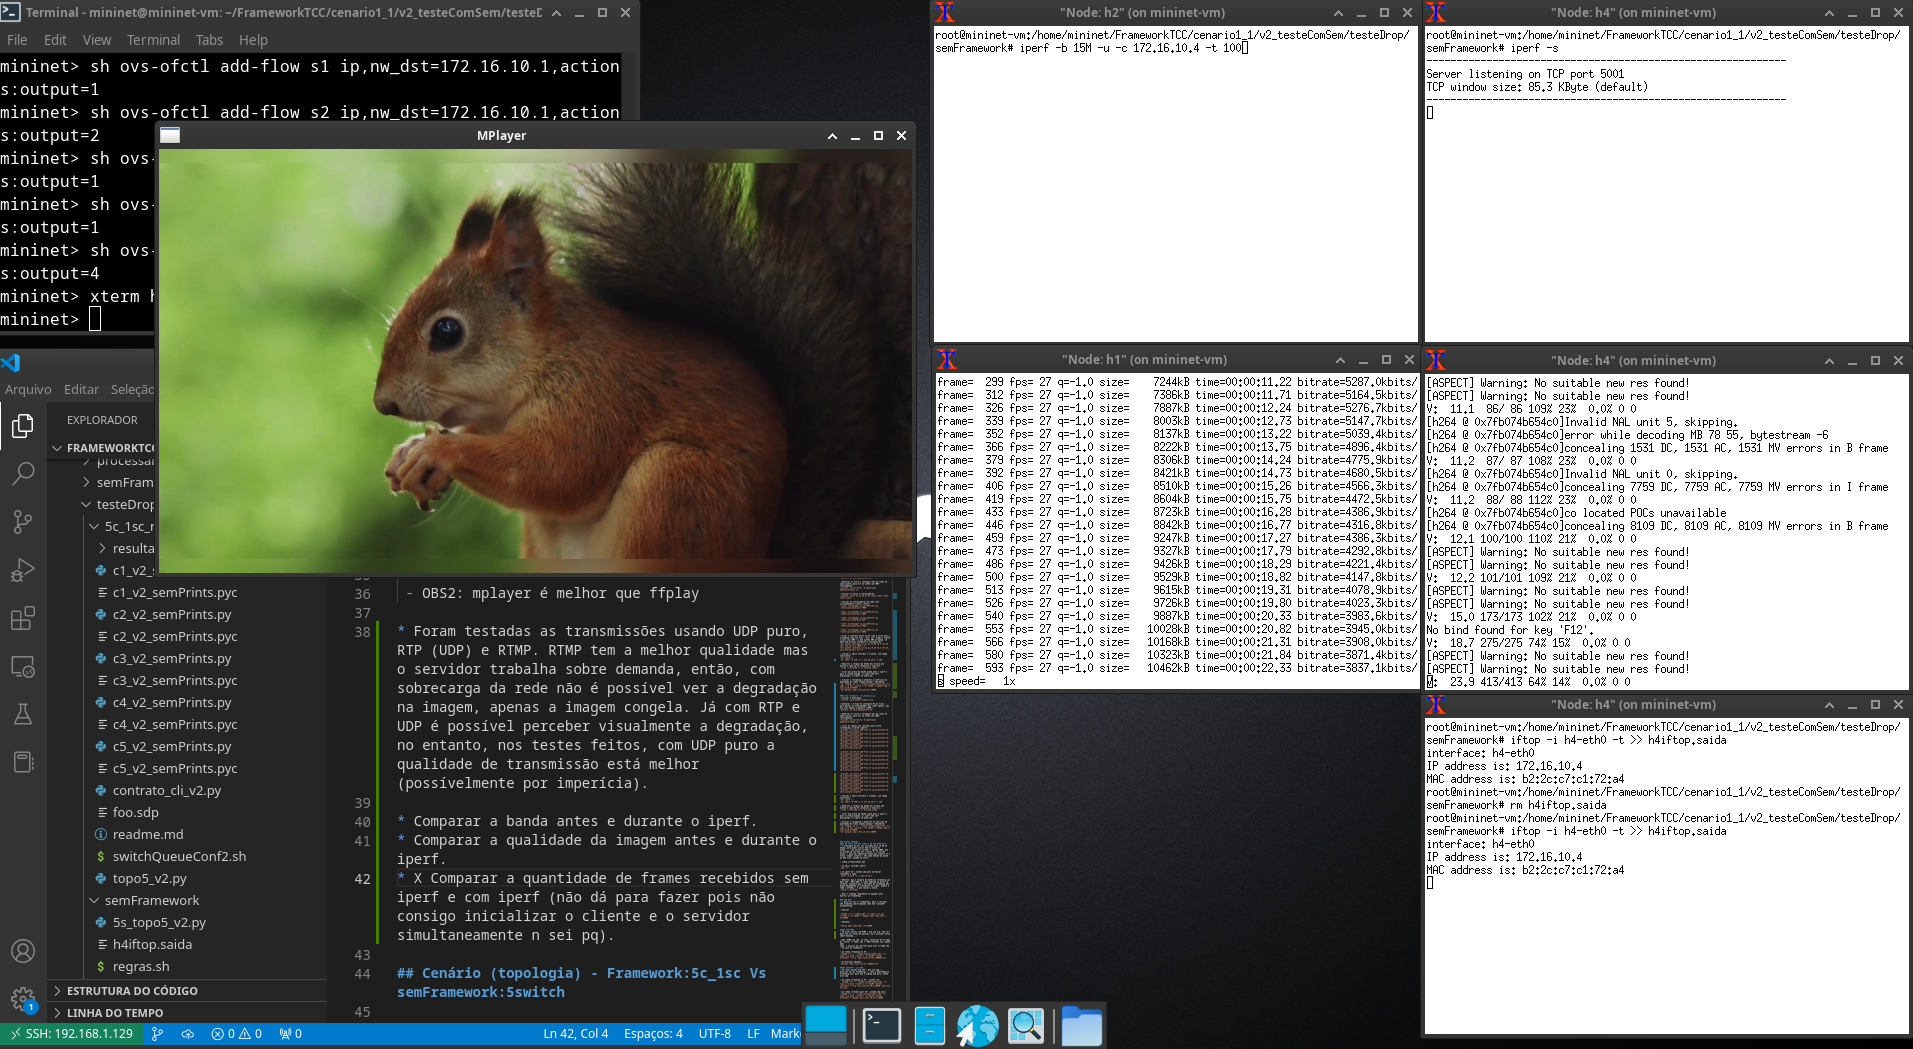 Terminal - mininet@mininet-vm: ~/FrameworkTCC/cenario1_1/v2_testeComSem/testeD
File Edit View Terminal Tabs Help
mininet> sh ovs-ofctl add-flow s1 ip,nw_dst=172.16.10.1,action
s:output=1
mininet> sh ovs-ofctl add-flow s2 ip,nw_dst=172.16.10.1,action
s:output=2
mininet> sh ovs-
s:output=1
mininet> sh ovs-
s:output=1
mininet> sh ovs-
s:output=4
mininet> xterm h
mininet>
MPlayer
Arquivo Editar Seleção
EXPLORADOR
FRAMEWORKTC
processar
semFram
testeDrop
5c_1sc_r
resulta
c1_v2_s
c1_v2_semPrints.pyc
c2_v2_semPrints.py
c2_v2_semPrints.pyc
c3_v2_semPrints.py
c3_v2_semPrints.pyc
c4_v2_semPrints.py
c4_v2_semPrints.pyc
c5_v2_semPrints.py
c5_v2_semPrints.pyc
contrato_cli_v2.py
foo.sdp
readme.md
switchQueueConf2.sh
topo5_v2.py
semFramework
5s_topo5_v2.py
h4iftop.saida
regras.sh
ESTRUTURA DO CÓDIGO
LINHA DO TEMPO
36 - OBS2: mplayer é melhor que ffplay
37
38 * Foram testadas as transmissões usando UDP puro,
RTP (UDP) e RTMP. RTMP tem a melhor qualidade mas
o servidor trabalha sobre demanda, então, com
sobrecarga da rede não é possível ver a degradação
na imagem, apenas a imagem congela. Já com RTP e
UDP é possível perceber visualmente a degradação,
no entanto, nos testes feitos, com UDP puro a
qualidade de transmissão está melhor
(possívelmente por imperícia).
39
40 * Comparar a banda antes e durante o iperf.
41 * Comparar a qualidade da imagem antes e durante o
iperf.
42 * X Comparar a quantidade de frames recebidos sem
iperf e com iperf (não dá para fazer pois não
consigo inicializar o cliente e o servidor
simultaneamente n sei pq).
43
44 ## Cenário (topologia) - Framework:5c_1sc Vs
semFramework:5switch
45
1
SSH: 192.168.1.129 0 0 0 Ln 42, Col 4 Espaços: 4 UTF-8 LF Mark
"Node: h2" (on mininet-vm)
root@mininet-vm:/home/mininet/FrameworkTCC/cenario1_1/v2_testeComSem/testeDrop/
semFramework# iperf -b 15M -u -c 172.16.10.4 -t 100
"Node: h4" (on mininet-vm)
root@mininet-vm:/home/mininet/FrameworkTCC/cenario1_1/v2_testeComSem/testeDrop/
semFramework# iperf -s
------------------------------------------------------------
Server listening on TCP port 5001
TCP window size: 85.3 KByte (default)
------------------------------------------------------------
"Node: h1" (on mininet-vm)
frame= 299 fps= 27 q=-1.0 size= 7244kB time=00:00:11.22 bitrate=5287.0kbits/
frame= 312 fps= 27 q=-1.0 size= 7386kB time=00:00:11.71 bitrate=5164.5kbits/
frame= 326 fps= 27 q=-1.0 size= 7887kB time=00:00:12.24 bitrate=5276.7kbits/
frame= 339 fps= 27 q=-1.0 size= 8003kB time=00:00:12.73 bitrate=5147.7kbits/
frame= 352 fps= 27 q=-1.0 size= 8137kB time=00:00:13.22 bitrate=5039.4kbits/
frame= 366 fps= 27 q=-1.0 size= 8222kB time=00:00:13.75 bitrate=4896.4kbits/
frame= 379 fps= 27 q=-1.0 size= 8306kB time=00:00:14.24 bitrate=4775.9kbits/
frame= 392 fps= 27 q=-1.0 size= 8421kB time=00:00:14.73 bitrate=4680.5kbits/
frame= 406 fps= 27 q=-1.0 size= 8510kB time=00:00:15.26 bitrate=4566.3kbits/
frame= 419 fps= 27 q=-1.0 size= 8604kB time=00:00:15.75 bitrate=4472.5kbits/
frame= 433 fps= 27 q=-1.0 size= 8723kB time=00:00:16.28 bitrate=4386.9kbits/
frame= 446 fps= 27 q=-1.0 size= 8842kB time=00:00:16.77 bitrate=4316.8kbits/
frame= 459 fps= 27 q=-1.0 size= 9247kB time=00:00:17.27 bitrate=4386.3kbits/
frame= 473 fps= 27 q=-1.0 size= 9327kB time=00:00:17.79 bitrate=4292.8kbits/
frame= 486 fps= 27 q=-1.0 size= 9426kB time=00:00:18.29 bitrate=4221.4kbits/
frame= 500 fps= 27 q=-1.0 size= 9529kB time=00:00:18.82 bitrate=4147.8kbits/
frame= 513 fps= 27 q=-1.0 size= 9615kB time=00:00:19.31 bitrate=4078.9kbits/
frame= 526 fps= 27 q=-1.0 size= 9726kB time=00:00:19.80 bitrate=4023.3kbits/
frame= 540 fps= 27 q=-1.0 size= 9887kB time=00:00:20.33 bitrate=3983.6kbits/
frame= 553 fps= 27 q=-1.0 size= 10028kB time=00:00:20.82 bitrate=3945.0kbits/
frame= 566 fps= 27 q=-1.0 size= 10168kB time=00:00:21.31 bitrate=3908.0kbits/
frame= 580 fps= 27 q=-1.0 size= 10323kB time=00:00:21.84 bitrate=3871.4kbits/
frame= 593 fps= 27 q=-1.0 size= 10462kB time=00:00:22.33 bitrate=3837.1kbits/
s speed= 1x
"Node: h4" (on mininet-vm)
[ASPECT] Warning: No suitable new res found!
[ASPECT] Warning: No suitable new res found!
V: 11.1 86/ 86 109% 23% 0.0% 0 0
[h264 @ 0x7fb074b654c0]Invalid NAL unit 5, skipping.
[h264 @ 0x7fb074b654c0]error while decoding MB 78 55, bytestream -6
[h264 @ 0x7fb074b654c0]concealing 1531 DC, 1531 AC, 1531 MV errors in B frame
V: 11.2 87/ 87 108% 23% 0.0% 0 0
[h264 @ 0x7fb074b654c0]Invalid NAL unit 0, skipping.
[h264 @ 0x7fb074b654c0]concealing 7759 DC, 7759 AC, 7759 MV errors in I frame
V: 11.2 88/ 88 112% 23% 0.0% 0 0
[h264 @ 0x7fb074b654c0]co located POCs unavailable
[h264 @ 0x7fb074b654c0]concealing 8109 DC, 8109 AC, 8109 MV errors in B frame
V: 12.1 100/100 110% 21% 0.0% 0 0
[ASPECT] Warning: No suitable new res found!
V: 12.2 101/101 109% 21% 0.0% 0 0
[ASPECT] Warning: No suitable new res found!
[ASPECT] Warning: No suitable new res found!
V: 15.0 173/173 102% 21% 0.0% 0 0
No bind found for key 'F12'.
V: 18.7 275/275 74% 15% 0.0% 0 0
[ASPECT] Warning: No suitable new res found!
[ASPECT] Warning: No suitable new res found!
V: 23.9 413/413 64% 14% 0.0% 0 0
"Node: h4" (on mininet-vm)
root@mininet-vm:/home/mininet/FrameworkTCC/cenario1_1/v2_testeComSem/testeDrop/
semFramework# iftop -i h4-eth0 -t >> h4iftop.saida
interface: h4-eth0
IP address is: 172.16.10.4
MAC address is: b2:2c:c7:c1:72:a4
root@mininet-vm:/home/mininet/FrameworkTCC/cenario1_1/v2_testeComSem/testeDrop/
semFramework# rm h4iftop.saida
root@mininet-vm:/home/mininet/FrameworkTCC/cenario1_1/v2_testeComSem/testeDrop/
semFramework# iftop -i h4-eth0 -t >> h4iftop.saida
interface: h4-eth0
IP address is: 172.16.10.4
MAC address is: b2:2c:c7:c1:72:a4